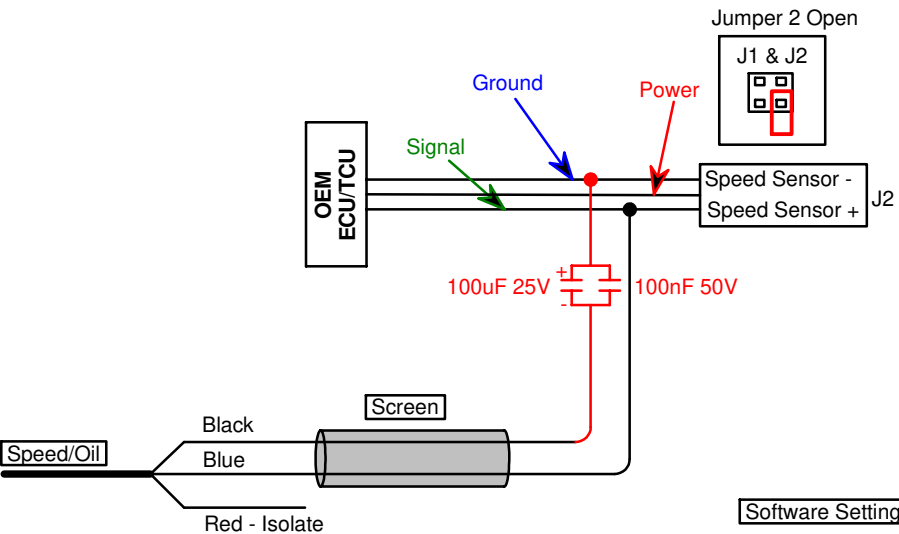 Jumper 2 Open
J1 & J2
Ground
Power
Signal
OEM
ECU/TCU
Speed Sensor -
Speed Sensor +
J2
+
100uF 25V
100nF 50V
-
Screen
Black
Speed/Oil
Blue
Red - Isolate
Software Setting